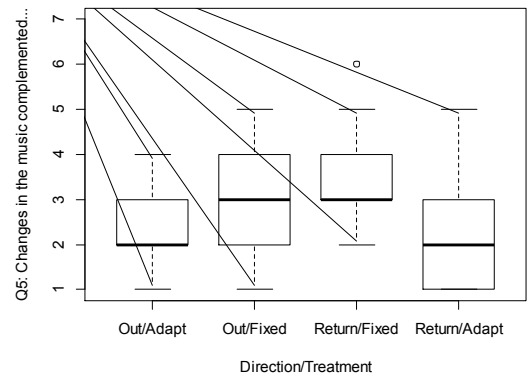 Q5: Changes in the music complemented...
7
6
5
4
3
2
1
Out/Adapt Out/Fixed Return/Fixed Return/Adapt
Direction/Treatment